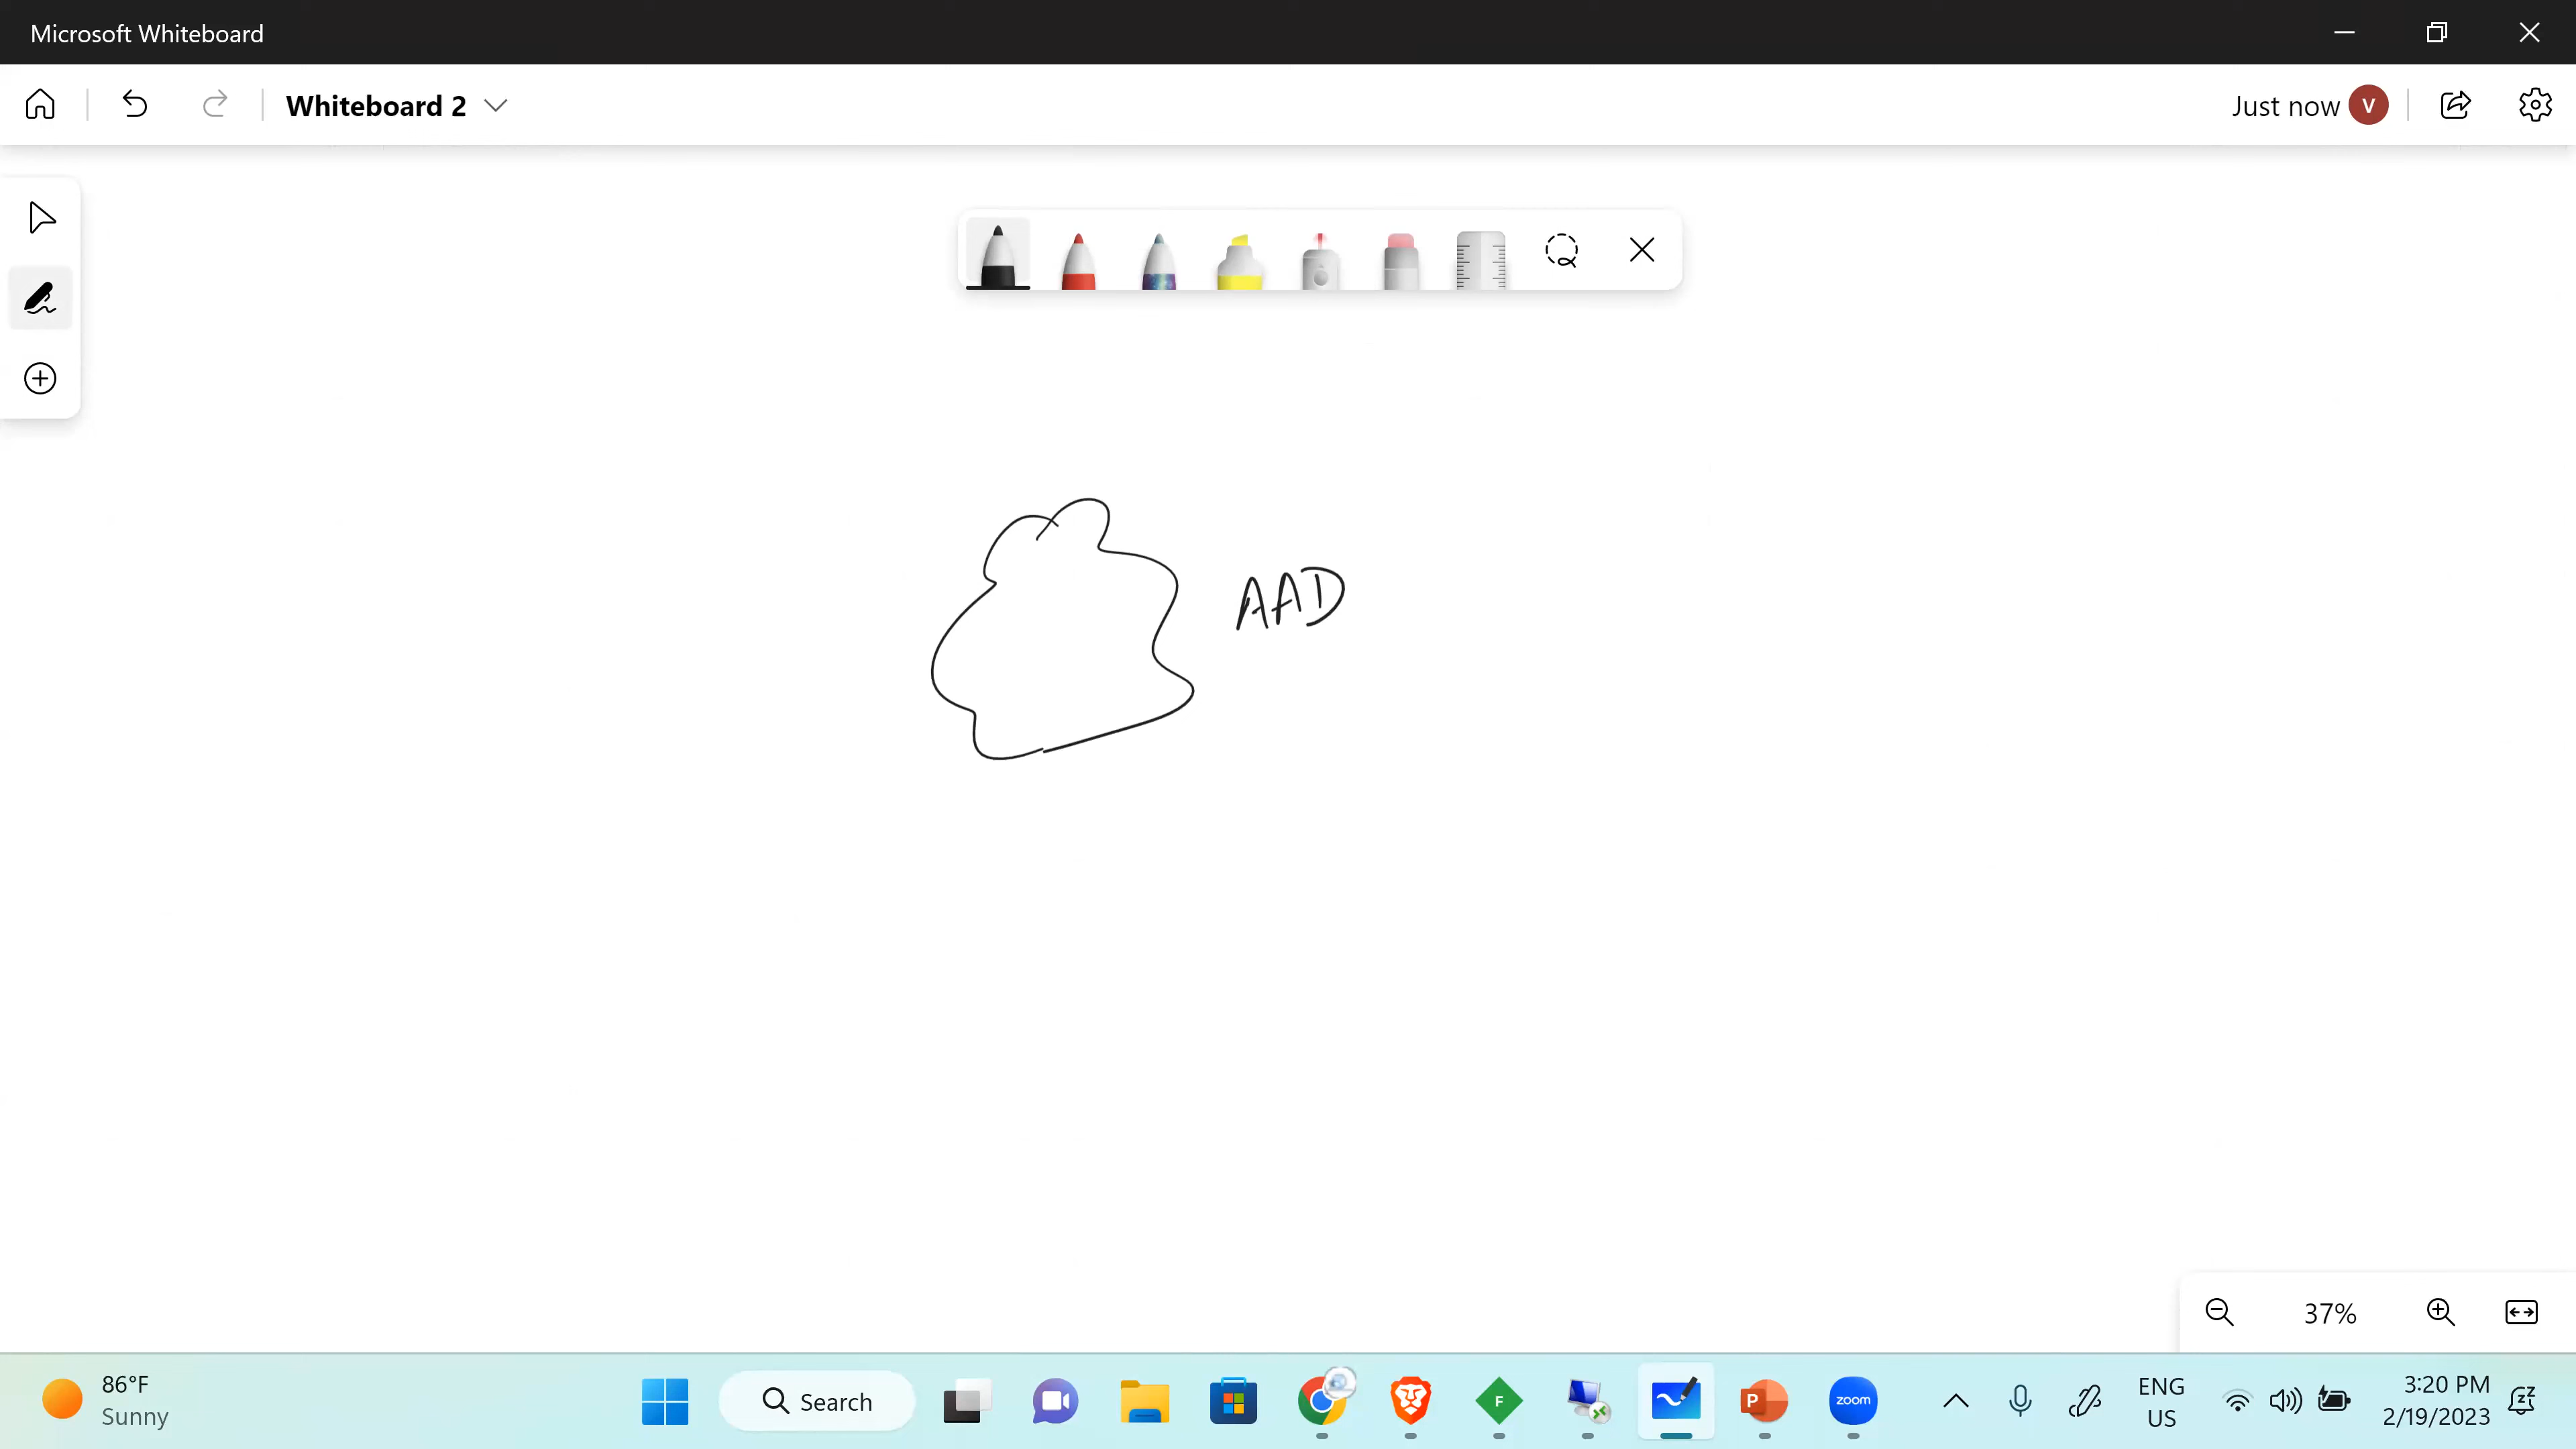 Microsoft Whiteboard
Whiteboard 2
Just now V
AAD
37%
86°F
Sunny
Search
F
P
zoom
ENG
US
3:20 PM
2/19/2023